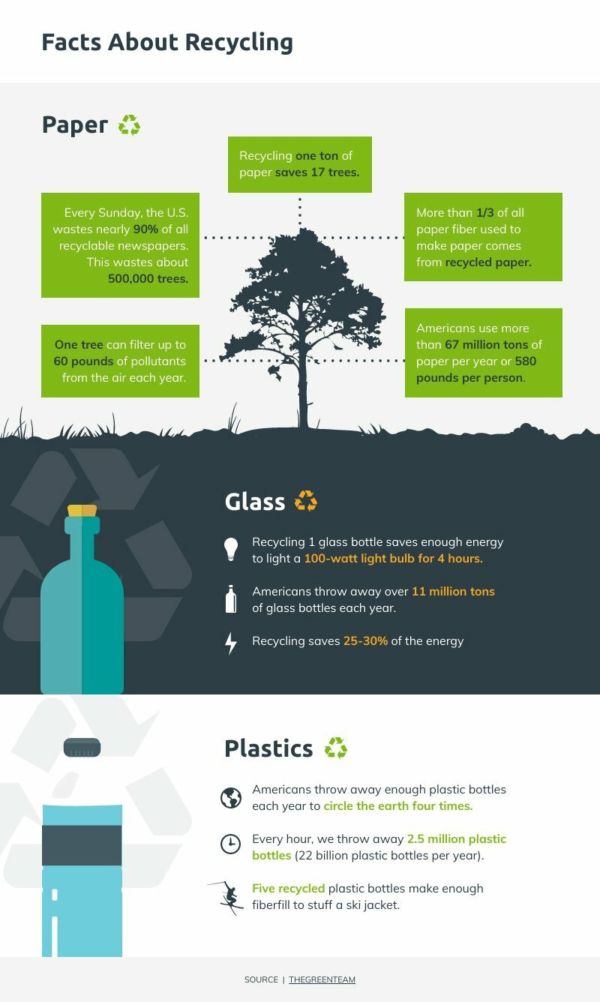 Facts About Recycling
Paper
Recycling one ton of
paper saves 17 trees.
Every Sunday, the U.S.
wastes nearly 90% of all
recyclable newspapers.
This wastes about
500,000 trees.
More than 1/3 of all
paper fiber used to
make paper comes
from recycled paper.
One tree can filter up to
60 pounds of pollutants
from the air each year.
Americans use more
than 67 million tons of
paper per year or 580
pounds per person.
Glass
Recycling 1 glass bottle saves enough energy
to light a 100-watt light bulb for 4 hours.
Americans throw away over 11 million tons
of glass bottles each year.
Recycling saves 25-30% of the energy
Plastics
Americans throw away enough plastic bottles
each year to circle the earth four times.
Every hour, we throw away 2.5 million plastic
bottles (22 billion plastic bottles per year).
Five recycled plastic bottles make enough
fiberfill to stuff a ski jacket.
SOURCE | THEGREENTEAM